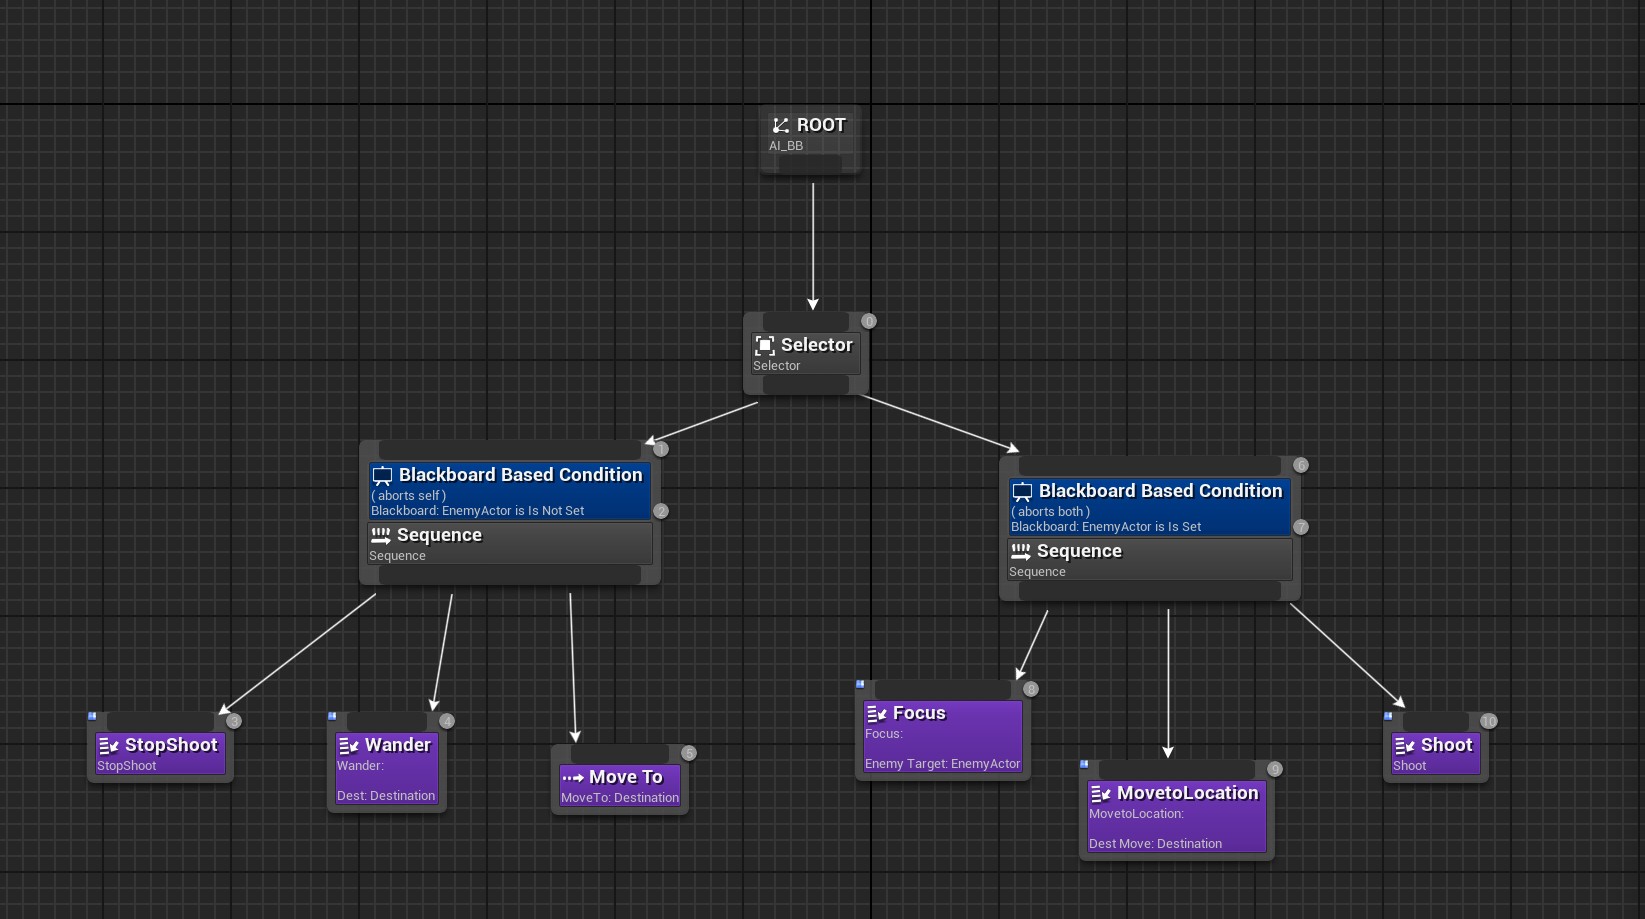 ROOT
AI_BB
0
Selector
Selector
1
Blackboard Based Condition
( aborts self )
Blackboard: EnemyActor is Is Not Set
2
Sequence
Sequence
6
Blackboard Based Condition
( aborts both )
Blackboard: EnemyActor is Is Set
7
Sequence
Sequence
3
StopShoot
StopShoot
4
Wander
Wander:
Dest: Destination
5
Move To
MoveTo: Destination
8
Focus
Focus:
Enemy Target: EnemyActor
9
MovetoLocation
MovetoLocation:
Dest Move: Destination
10
Shoot
Shoot